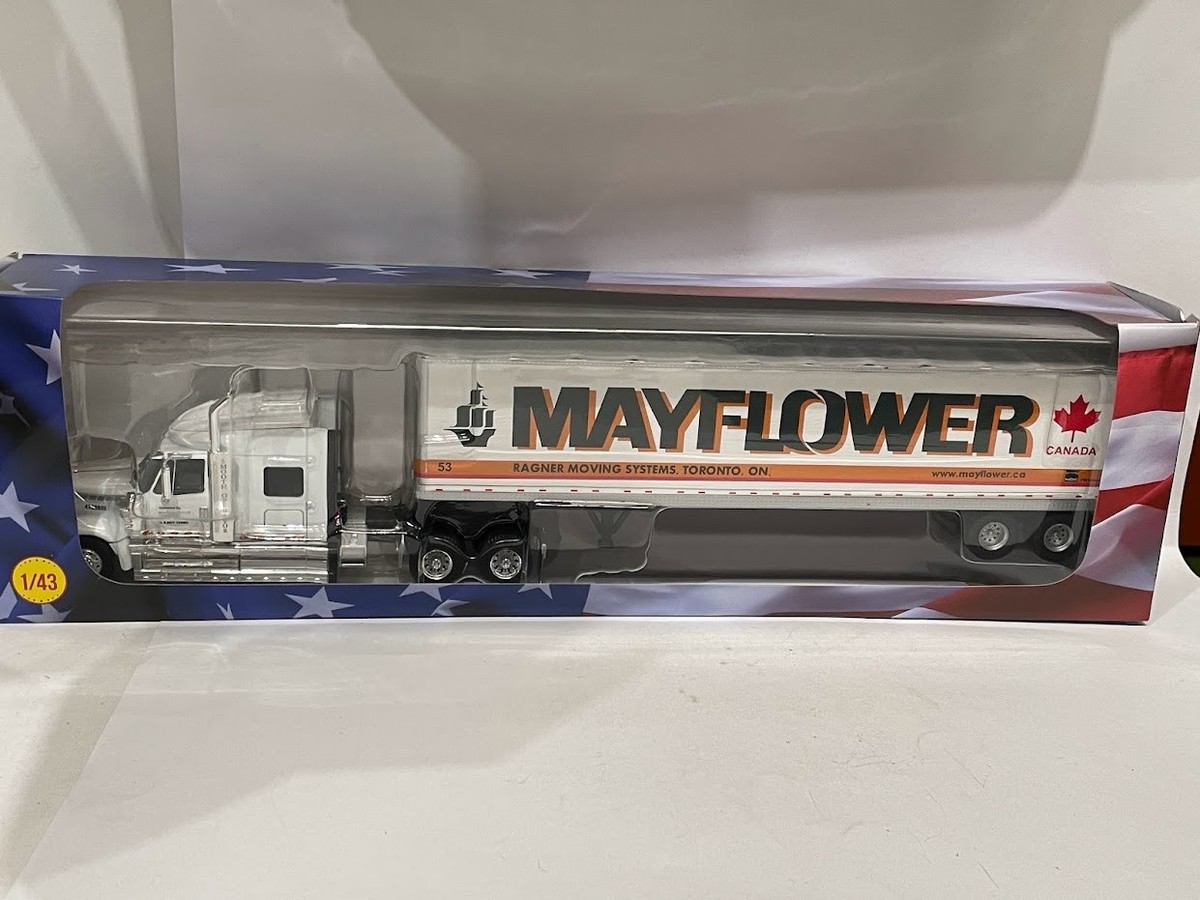 MAYFLOWER
CANADA
53
RAGNER MOVING SYSTEMS, TORONTO, ON.
www.mayflower.ca
1/43